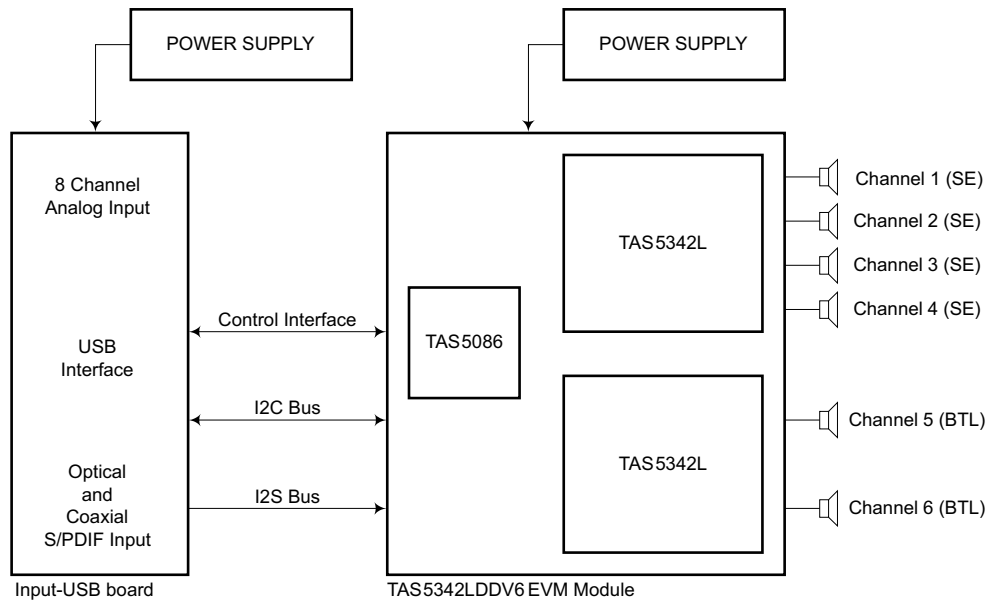 POWER SUPPLY
POWER SUPPLY
8 Channel
Analog Input
USB
Interface
Optical
and
Coaxial
S/PDIF Input
Input-USB board
Control Interface
I2C Bus
I2S Bus
TAS5086
TAS5342L
TAS5342L
TAS5342LDDV6 EVM Module
Channel 1 (SE)
Channel 2 (SE)
Channel 3 (SE)
Channel 4 (SE)
Channel 5 (BTL)
Channel 6 (BTL)